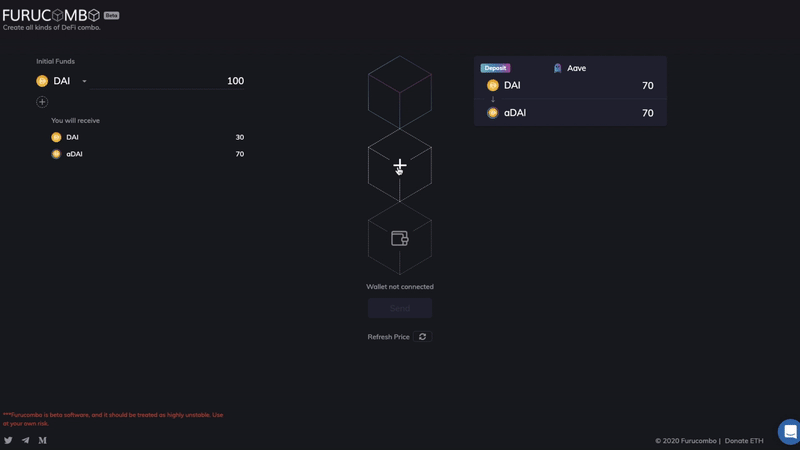 FURUCOMBO Beta
Create all kinds of DeFi combo.
Initial Funds
DAI 100
You will receive
DAI 30
aDAI 70
Wallet not connected
Send
Refresh Price
Deposit Aave
DAI 70
aDAI 70
***Furucombo is beta software, and it should be treated as highly unstable. Use
at your own risk.
© 2020 Furucombo | Donate ETH